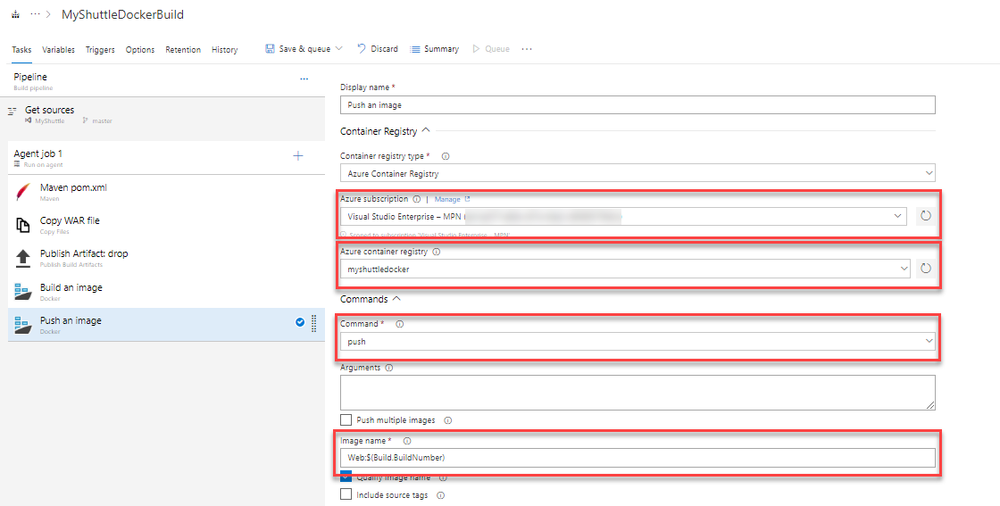 ··· > MyShuttleDockerBuild
Tasks Variables Triggers Options Retention History Save & queue Discard Summary Queue ···
Pipeline ···
Build pipeline
Get sources
MyShuttle master
Agent job 1 +
Run on agent
Maven pom.xml
Maven
Copy WAR file
Copy Files
Publish Artifact: drop
Publish Build Artifacts
Build an image
Docker
Push an image
Docker
Display name *
Push an image
Container Registry
Container registry type *
Azure Container Registry
Azure subscription | Manage
Visual Studio Enterprise – MPN (
Scoped to subscription 'Visual Studio Enterprise – MPN'
Azure container registry
myshuttledocker
Commands
Command *
push
Arguments
Push multiple images
Image name *
Web:$(Build.BuildNumber)
Qualify image name
Include source tags